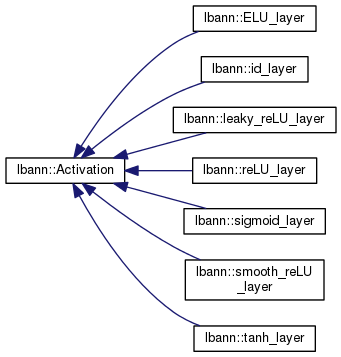 lbann::ELU_layer
lbann::id_layer
lbann::leaky_reLU_layer
lbann::Activation
lbann::reLU_layer
lbann::sigmoid_layer
lbann::smooth_reLU
_layer
lbann::tanh_layer